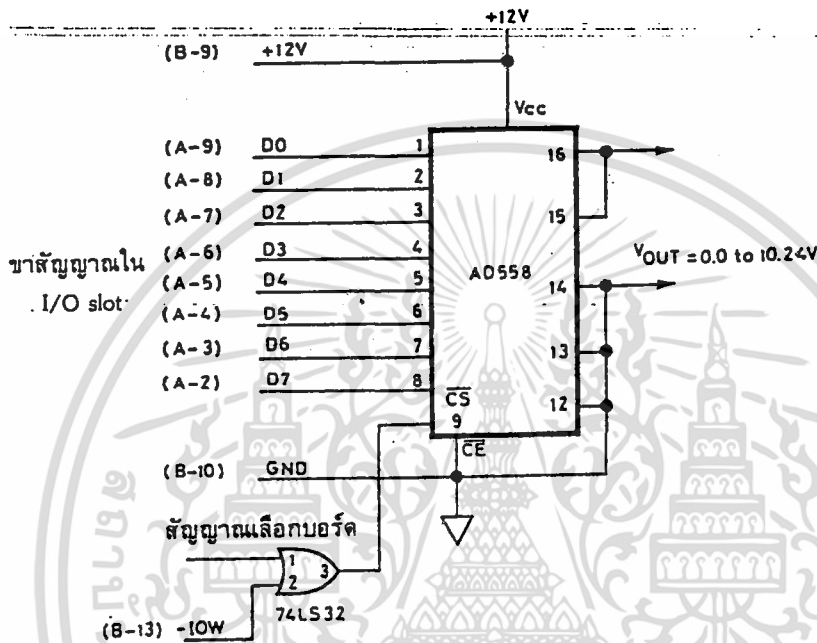 +12V
(B-9) +12V
Vcc
(A-9) D0 1
(A-8) D1 2
(A-7) D2 3
(A-6) D3 4
(A-5) D4 5
(A-4) D5 6
(A-3) D6 7
(A-2) D7 8
ขาสัญญาณใน
I/O slot
AD558
16
15
14
13
12
VOUT = 0.0 to 10.24V
CS
9
CE
(B-10) GND
สัญญาณเลือกบอร์ด
1
2
3
74LS32
(B-13) -IOW